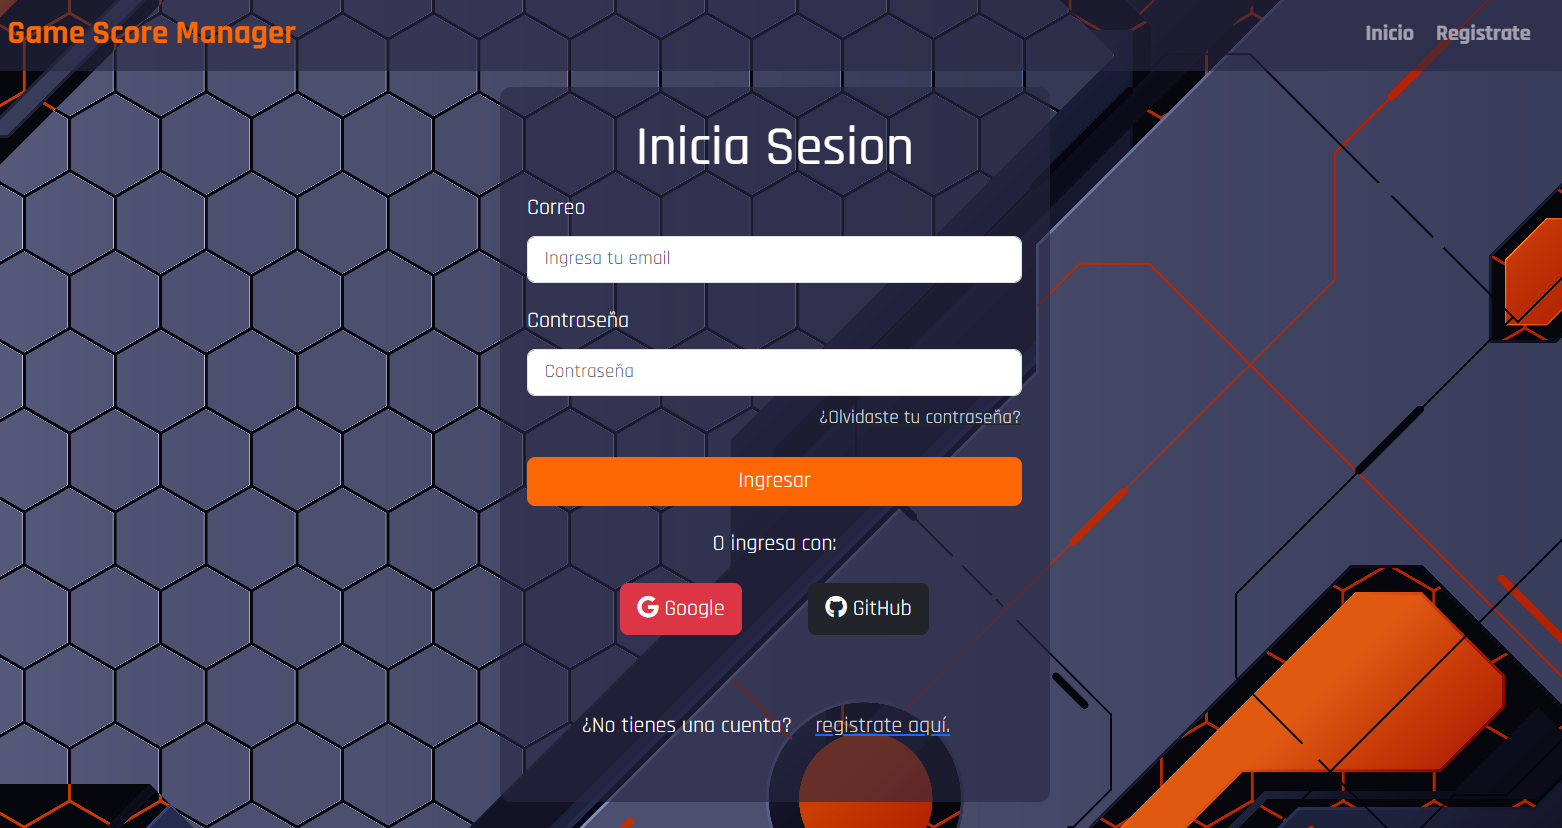 Game Score Manager
Inicio Registrate
Inicia Sesion
Correo
Ingresa tu email
Contraseña
Contraseña
¿Olvidaste tu contraseña?
Ingresar
O ingresa con:
Google GitHub
¿No tienes una cuenta? registrate aquí.